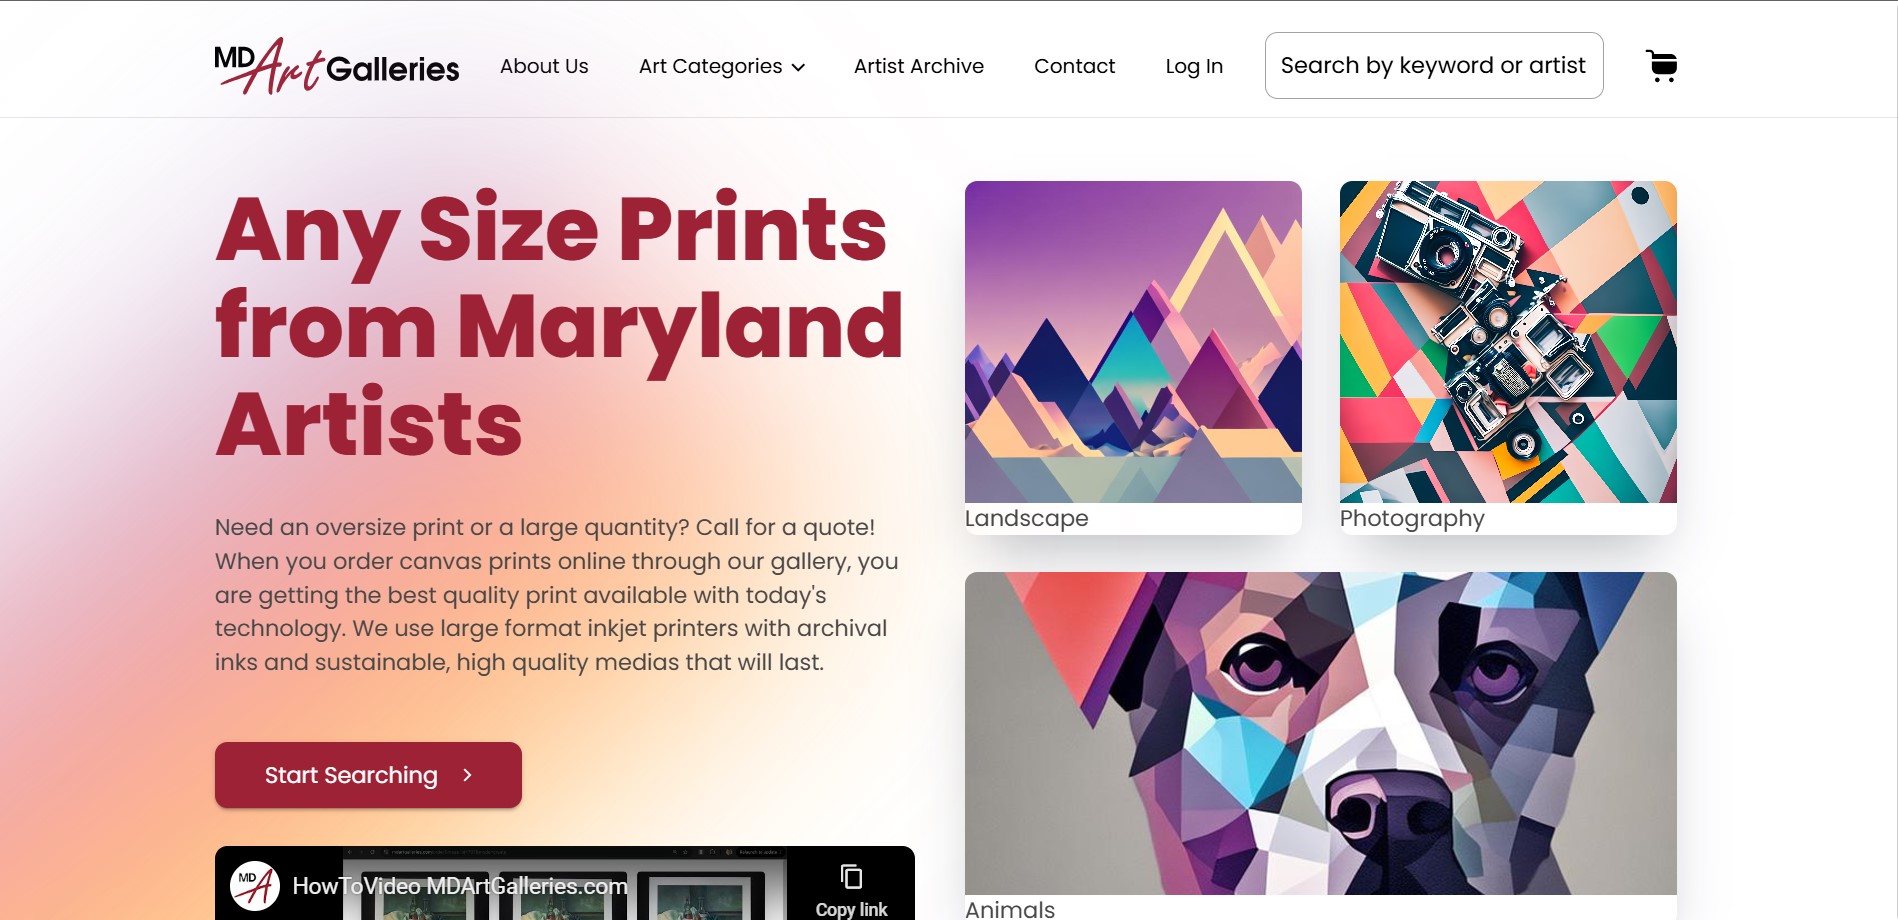 MD Art Galleries
About Us
Art Categories
Artist Archive
Contact
Log In
Search by keyword or artist
Any Size Prints
from Maryland
Artists
Need an oversize print or a large quantity? Call for a quote!
When you order canvas prints online through our gallery, you
are getting the best quality print available with today's
technology. We use large format inkjet printers with archival
inks and sustainable, high quality medias that will last.
Start Searching
MDA
HowToVideo MDArtGalleries.com
Copy link
Landscape
Photography
Animals